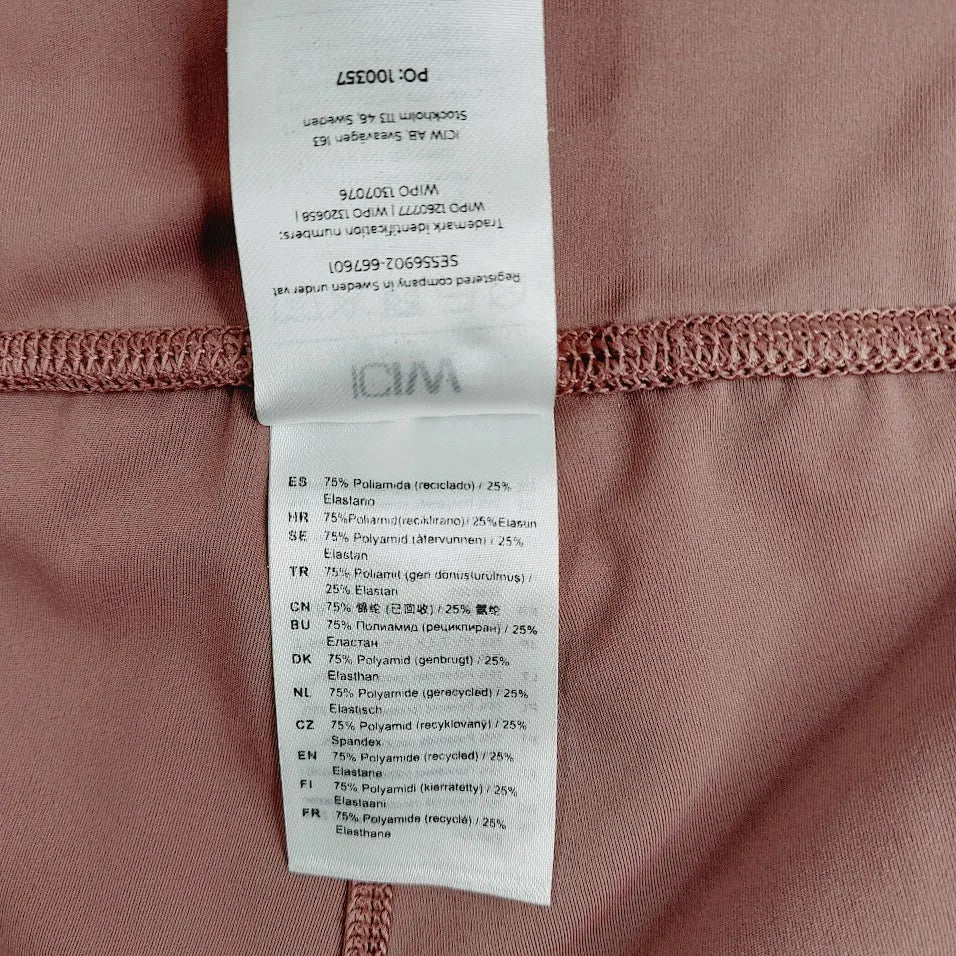 PO: 100357
Stockholm 113 46, Sweden
ICIW AB, Sveavägen 163
WIPO 1307076
WIPO 1260777 | WIPO 1320658 |
Trademark identification numbers:
SE556902-667601
Registered company in Sweden under vat
ICIW
ES 75% Poliamida (reciclado) / 25%
Elastano
HR 75%Poliamid(reciklirano) / 25%Elastin
SE 75% Polyamid (återvunnen) / 25%
Elastan
TR 75% Poliamit (geri dönüştürülmüş) /
25% Elastan
CN 75% 锦纶 (已回收) / 25% 氨纶
BU 75% Полиамид (рециклиран) / 25%
Еластан
DK 75% Polyamid (genbrugt) / 25%
Elasthan
NL 75% Polyamide (gerecycled) / 25%
Elastisch
CZ 75% Polyamid (recyklovaný) / 25%
Spandex
EN 75% Polyamide (recycled) / 25%
Elastane
FI 75% Polyamidi (kierratetty) / 25%
Elastaani
FR 75% Polyamide (recyclé) / 25%
Elasthane